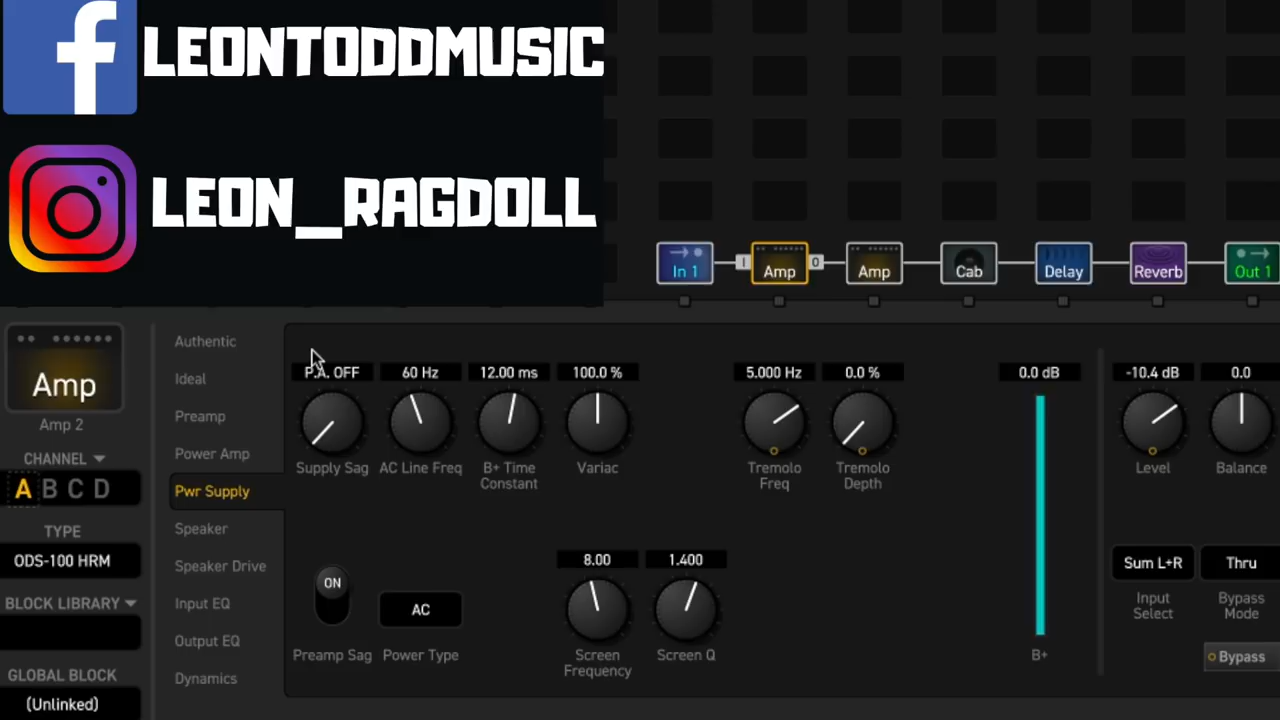 LEONTODDMUSIC
LEON_RAGDOLL
In 1
I
Amp
O
Amp
Cab
Delay
Reverb
Out 1
Amp
Amp 2
CHANNEL
A B C D
TYPE
ODS-100 HRM
BLOCK LIBRARY
GLOBAL BLOCK
(Unlinked)
Authentic
Ideal
Preamp
Power Amp
Pwr Supply
Speaker
Speaker Drive
Input EQ
Output EQ
Dynamics
P.A. OFF
60 Hz
12.00 ms
100.0 %
5.000 Hz
0.0 %
0.0 dB
-10.4 dB
0.0
Supply Sag
AC Line Freq
B+ Time
Constant
Variac
Tremolo
Freq
Tremolo
Depth
Level
Balance
ON
AC
8.00
1.400
Sum L+R
Thru
Preamp Sag
Power Type
Screen
Frequency
Screen Q
B+
Input
Select
Bypass
Mode
Bypass